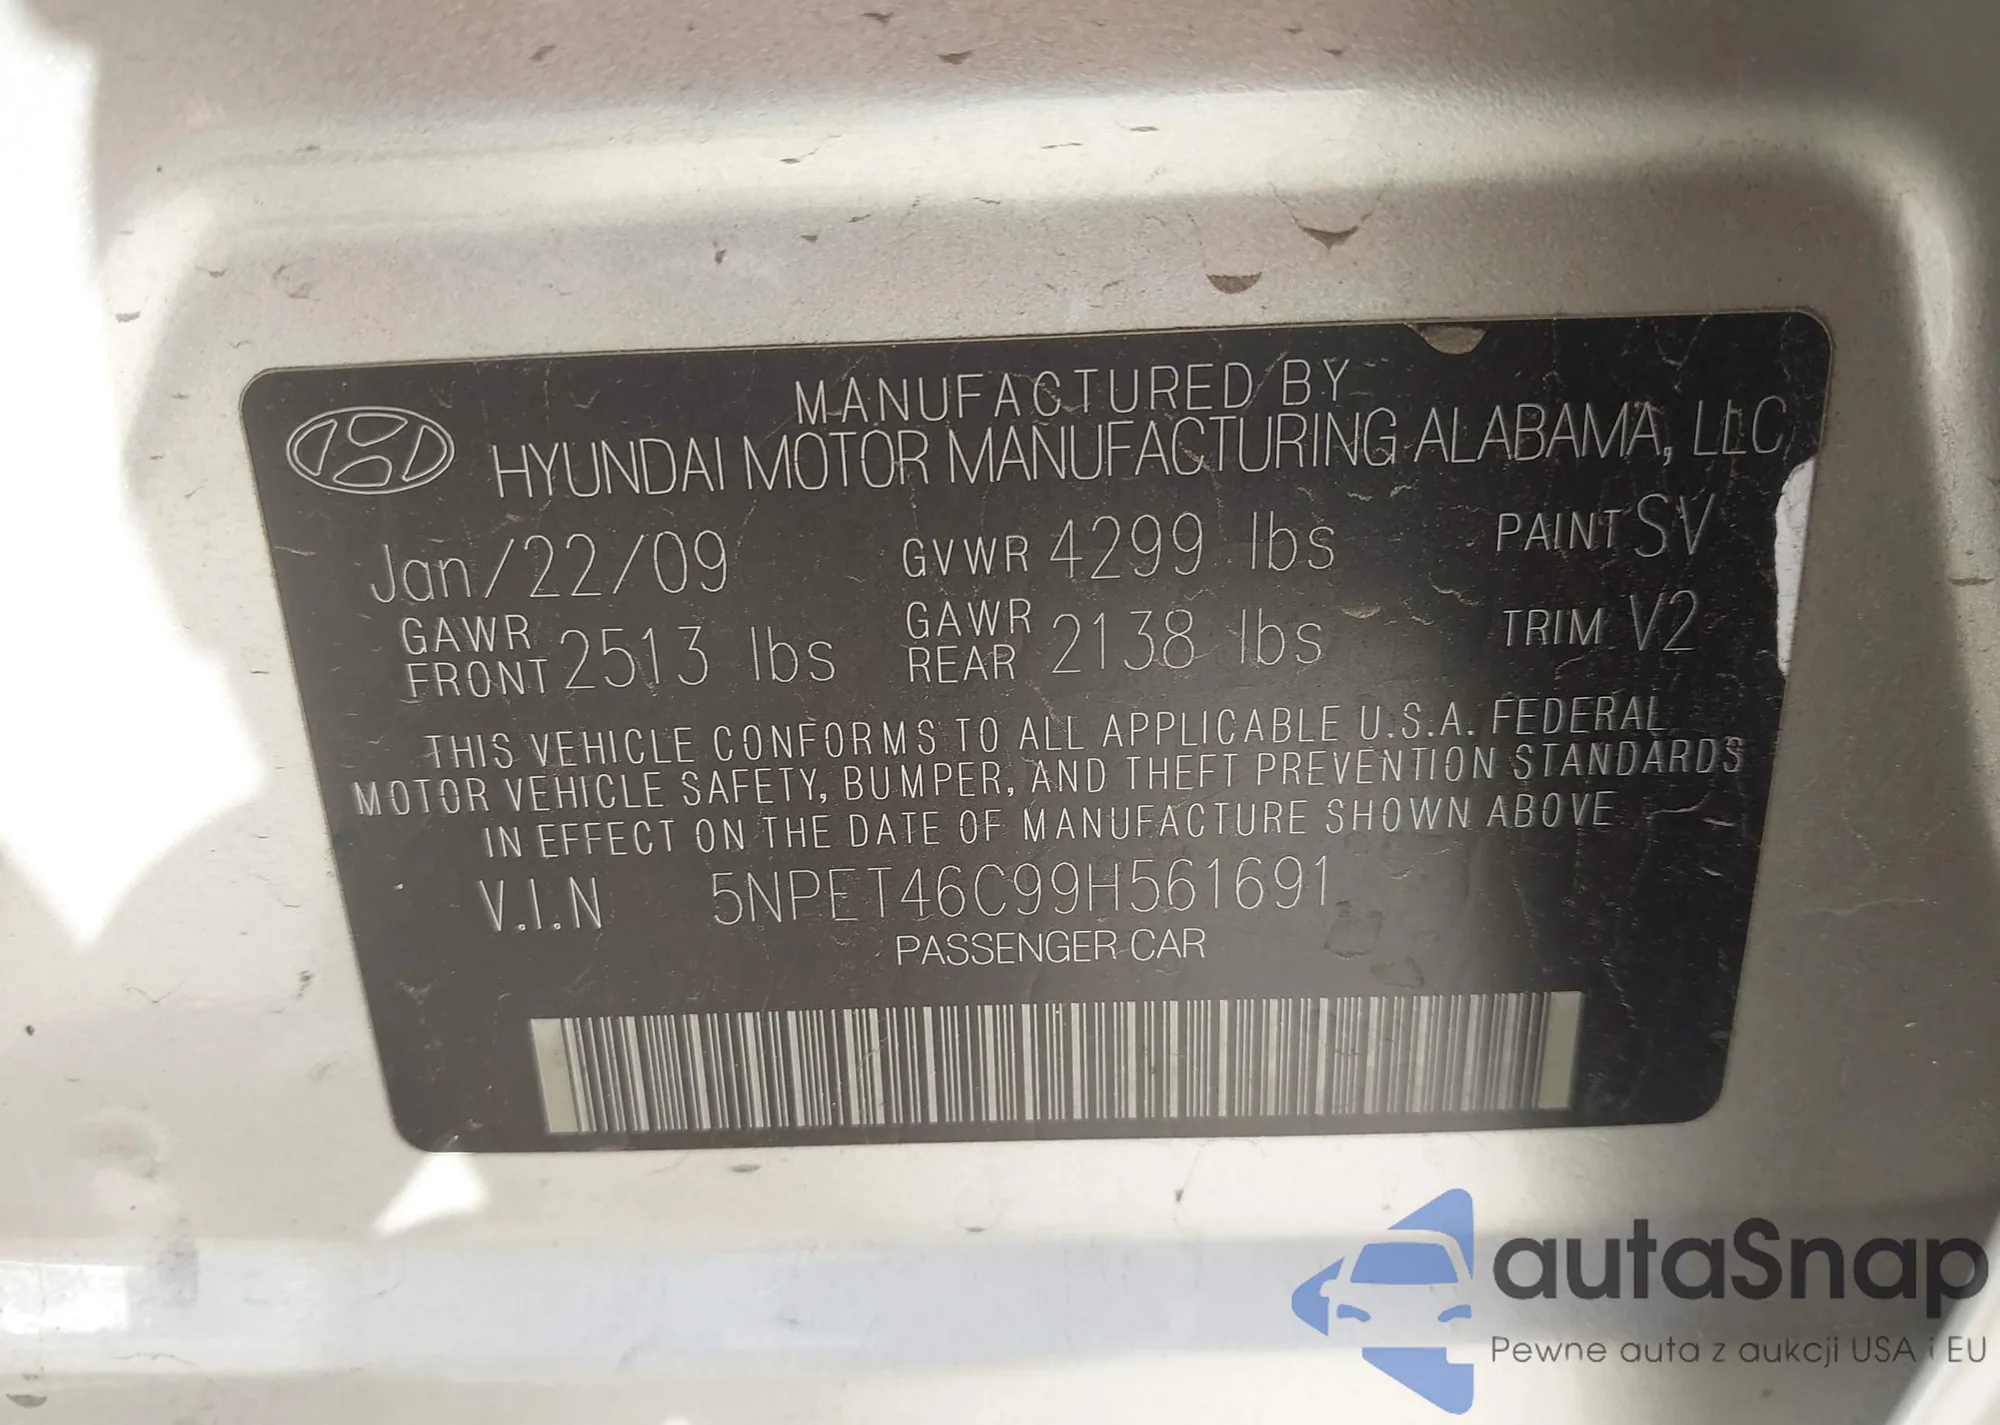 MANUFACTURED BY
HYUNDAI MOTOR MANUFACTURING ALABAMA, LLC
Jan/22/09 GVWR 4299 lbs PAINT SV
GAWR FRONT 2513 lbs GAWR REAR 2138 lbs TRIM V2
THIS VEHICLE CONFORMS TO ALL APPLICABLE U.S.A. FEDERAL
MOTOR VEHICLE SAFETY, BUMPER, AND THEFT PREVENTION STANDARDS
IN EFFECT ON THE DATE OF MANUFACTURE SHOWN ABOVE
V.I.N 5NPET46C99H561691
PASSENGER CAR
autaSnap
Pewne auta z aukcji USA i EU